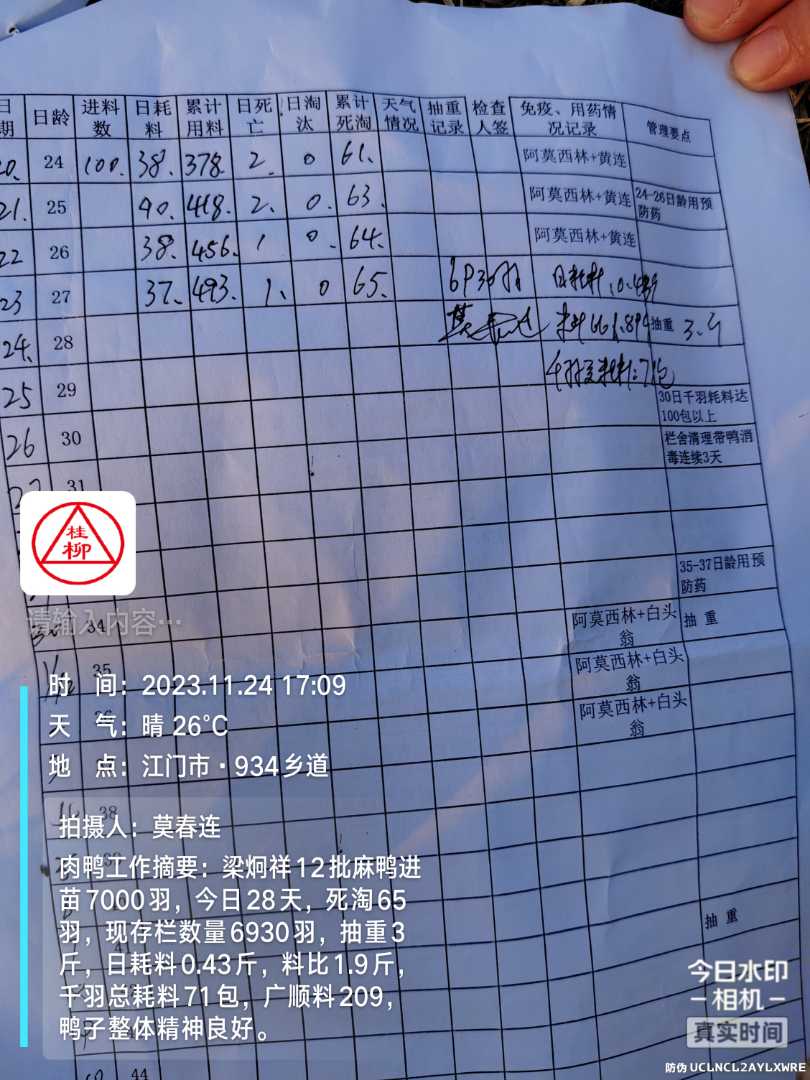 日期 日龄 进料数 日耗料 累计用料 日死亡 日淘汰 累计死淘 天气情况 抽重记录 检查人签 免疫、用药情况记录 管理要点
20. 24 100. 38. 378. 2. 0 61. 阿莫西林+黄连
21. 25 40. 418. 2. 0. 63. 阿莫西林+黄连 24-26日龄用预防药
22 26 38. 456. 1 0. 64. 阿莫西林+黄连
23 27 37. 493. 1. 0 65. 日耗料
24. 28 抽重
25 29 30日千羽耗料达100包以上
26 30 栏舍清理带鸭消毒连续3天
31
35-37日龄用预防药
34 阿莫西林+白头翁 抽重
35 阿莫西林+白头翁
阿莫西林+白头翁
38
抽重
44
桂柳
请输入内容…
时 间：2023.11.24 17:09
天 气：晴 26℃
地 点：江门市·934乡道
拍摄人：莫春连
肉鸭工作摘要：梁炯祥12批麻鸭进
苗7000羽，今日28天，死淘65
羽，现存栏数量6930羽，抽重3
斤，日耗料0.43斤，料比1.9斤，
千羽总耗料71包，广顺料209，
鸭子整体精神良好。
今日水印
相机
真实时间
防伪 UCLNCL2AYLXWRE